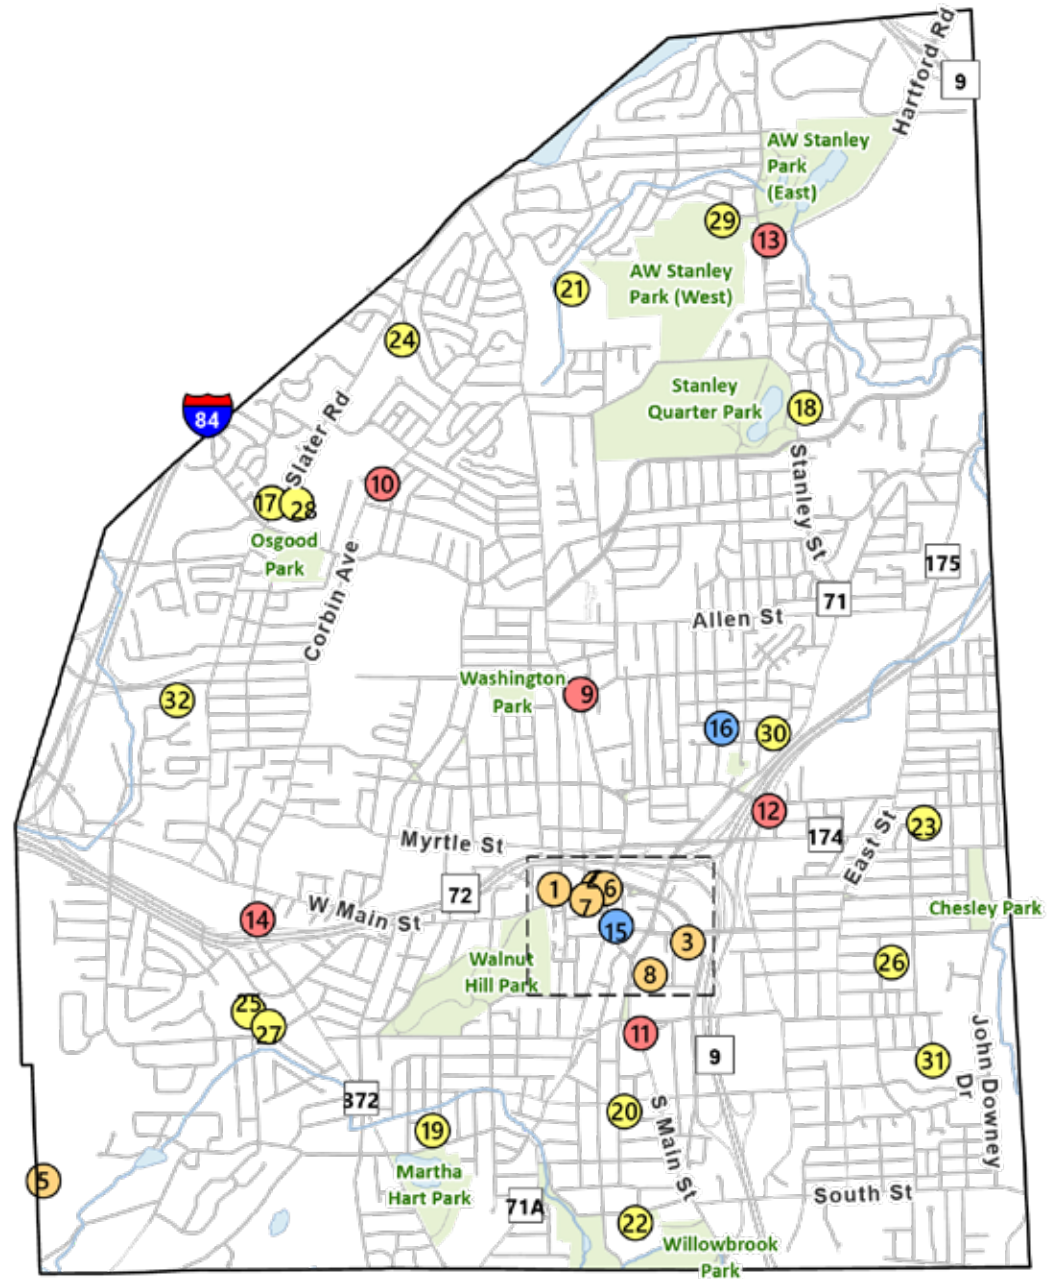 Hartford Rd
9
AW Stanley
Park
(East)
29
13
AW Stanley
Park (West)
21
24
Stanley
Quarter Park
18
84
Slater Rd
10
17
28
Stanley St
Osgood
Park
175
Corbin Ave
71
Allen St
Washington
Park
9
32
16
30
12
23
174
East St
Myrtle St
72
1
6
7
14
W Main St
15
Chesley Park
3
Walnut
Hill Park
8
26
25
27
11
9
31
John Downey
Dr
372
20
19
S Main St
Martha
Hart Park
5
71A
South St
22
Willowbrook
Park